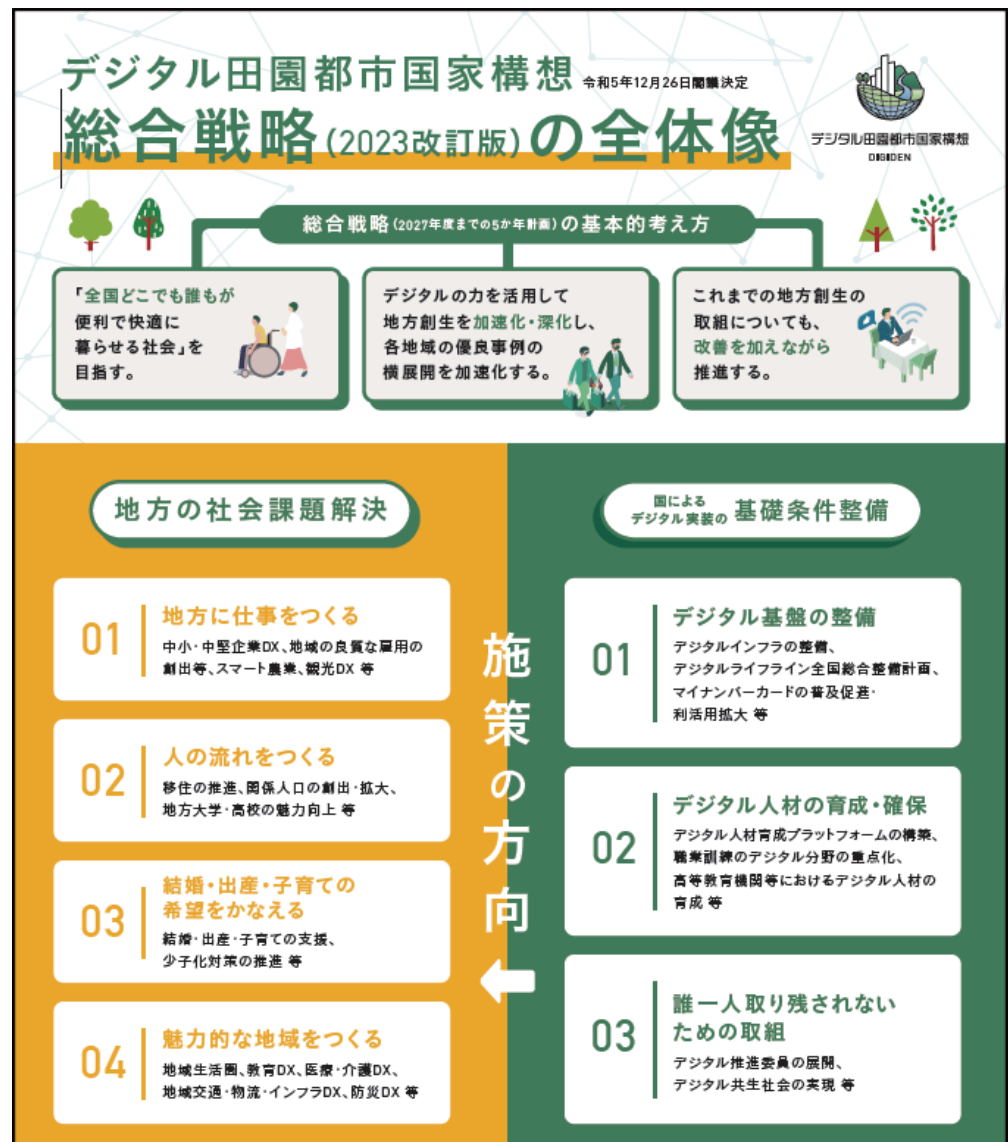 デジタル田園都市国家構想 令和5年12月26日閣議決定
総合戦略(2023改訂版)の全体像
デジタル田園都市国家構想
DIGIDEN
総合戦略(2027年度までの5か年計画)の基本的考え方
「全国どこでも誰もが
便利で快適に
暮らせる社会」を
目指す。
デジタルの力を活用して
地方創生を加速化・深化し、
各地域の優良事例の
横展開を加速化する。
これまでの地方創生の
取組についても、
改善を加えながら
推進する。
施策の方向
地方の社会課題解決
01
地方に仕事をつくる
中小・中堅企業DX、地域の良質な雇用の
創出等、スマート農業、観光DX 等
02
人の流れをつくる
移住の推進、関係人口の創出・拡大、
地方大学・高校の魅力向上 等
03
結婚・出産・子育ての
希望をかなえる
結婚・出産・子育ての支援、
少子化対策の推進 等
04
魅力的な地域をつくる
地域生活圏、教育DX、医療・介護DX、
地域交通・物流・インフラDX、防災DX 等
国による
デジタル実装の 基礎条件整備
01
デジタル基盤の整備
デジタルインフラの整備、
デジタルライフライン全国総合整備計画、
マイナンバーカードの普及促進・
利活用拡大 等
02
デジタル人材の育成・確保
デジタル人材育成プラットフォームの構築、
職業訓練のデジタル分野の重点化、
高等教育機関等におけるデジタル人材の
育成 等
03
誰一人取り残されない
ための取組
デジタル推進委員の展開、
デジタル共生社会の実現 等